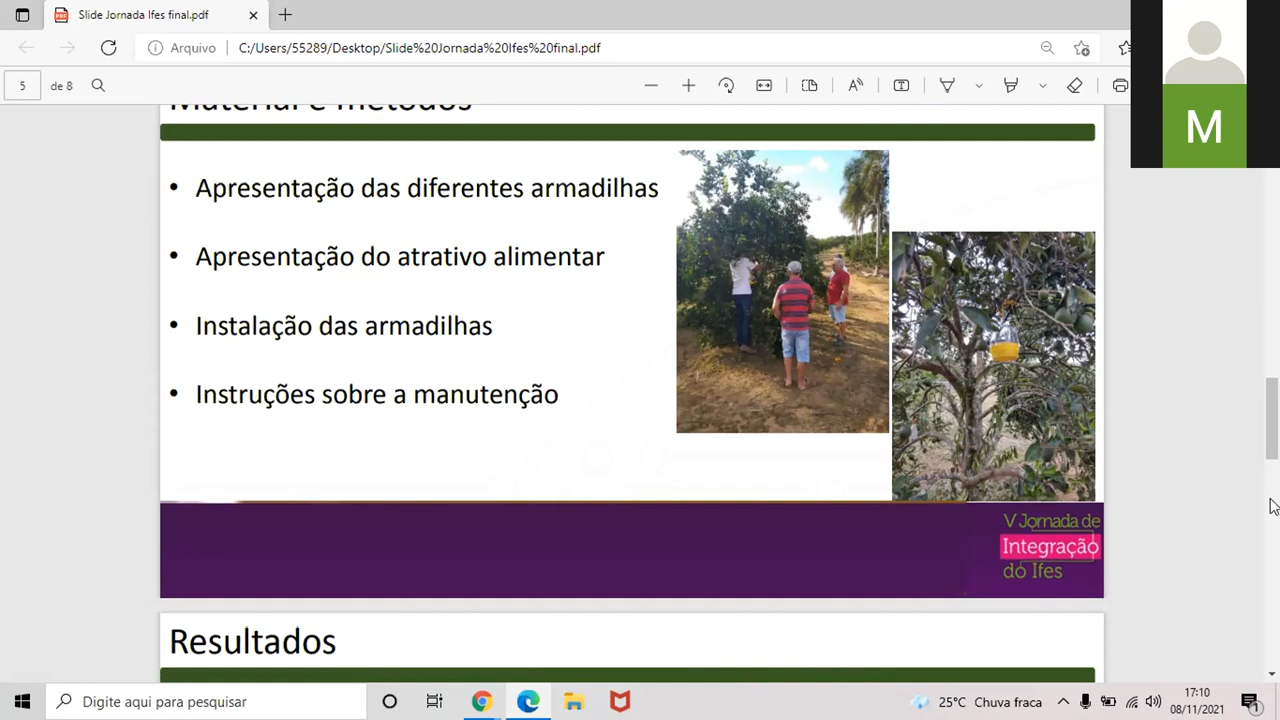 Slide Jornada Ifes final.pdf
Arquivo
C:/Users/55289/Desktop/Slide%20Jornada%20Ifes%20final.pdf
5
de 8
Material e métodos
• Apresentação das diferentes armadilhas
• Apresentação do atrativo alimentar
• Instalação das armadilhas
• Instruções sobre a manutenção
V Jornada de
Integração
do Ifes
Resultados
M
Digite aqui para pesquisar
25°C Chuva fraca
17:10
08/11/2021
1